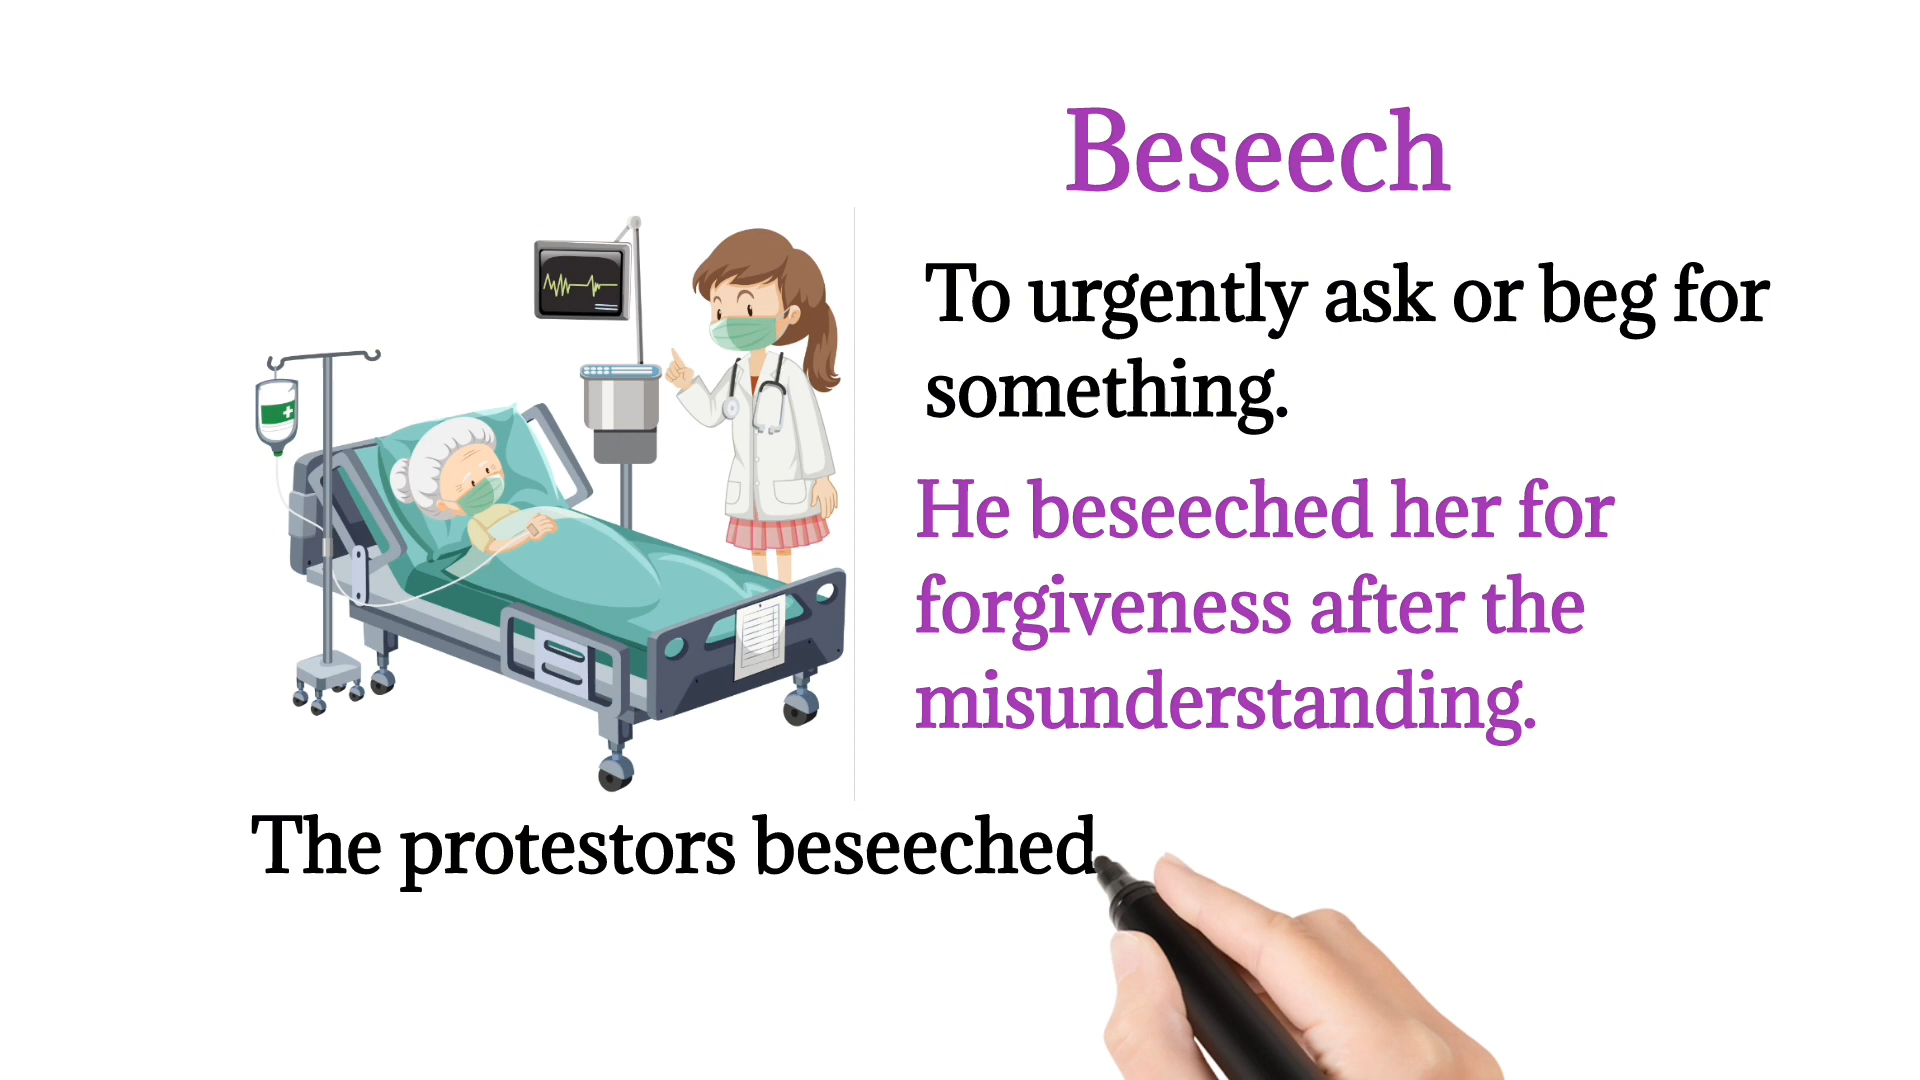 Beseech
To urgently ask or beg for
something.
He beseeched her for
forgiveness after the
misunderstanding.
The protestors beseeched